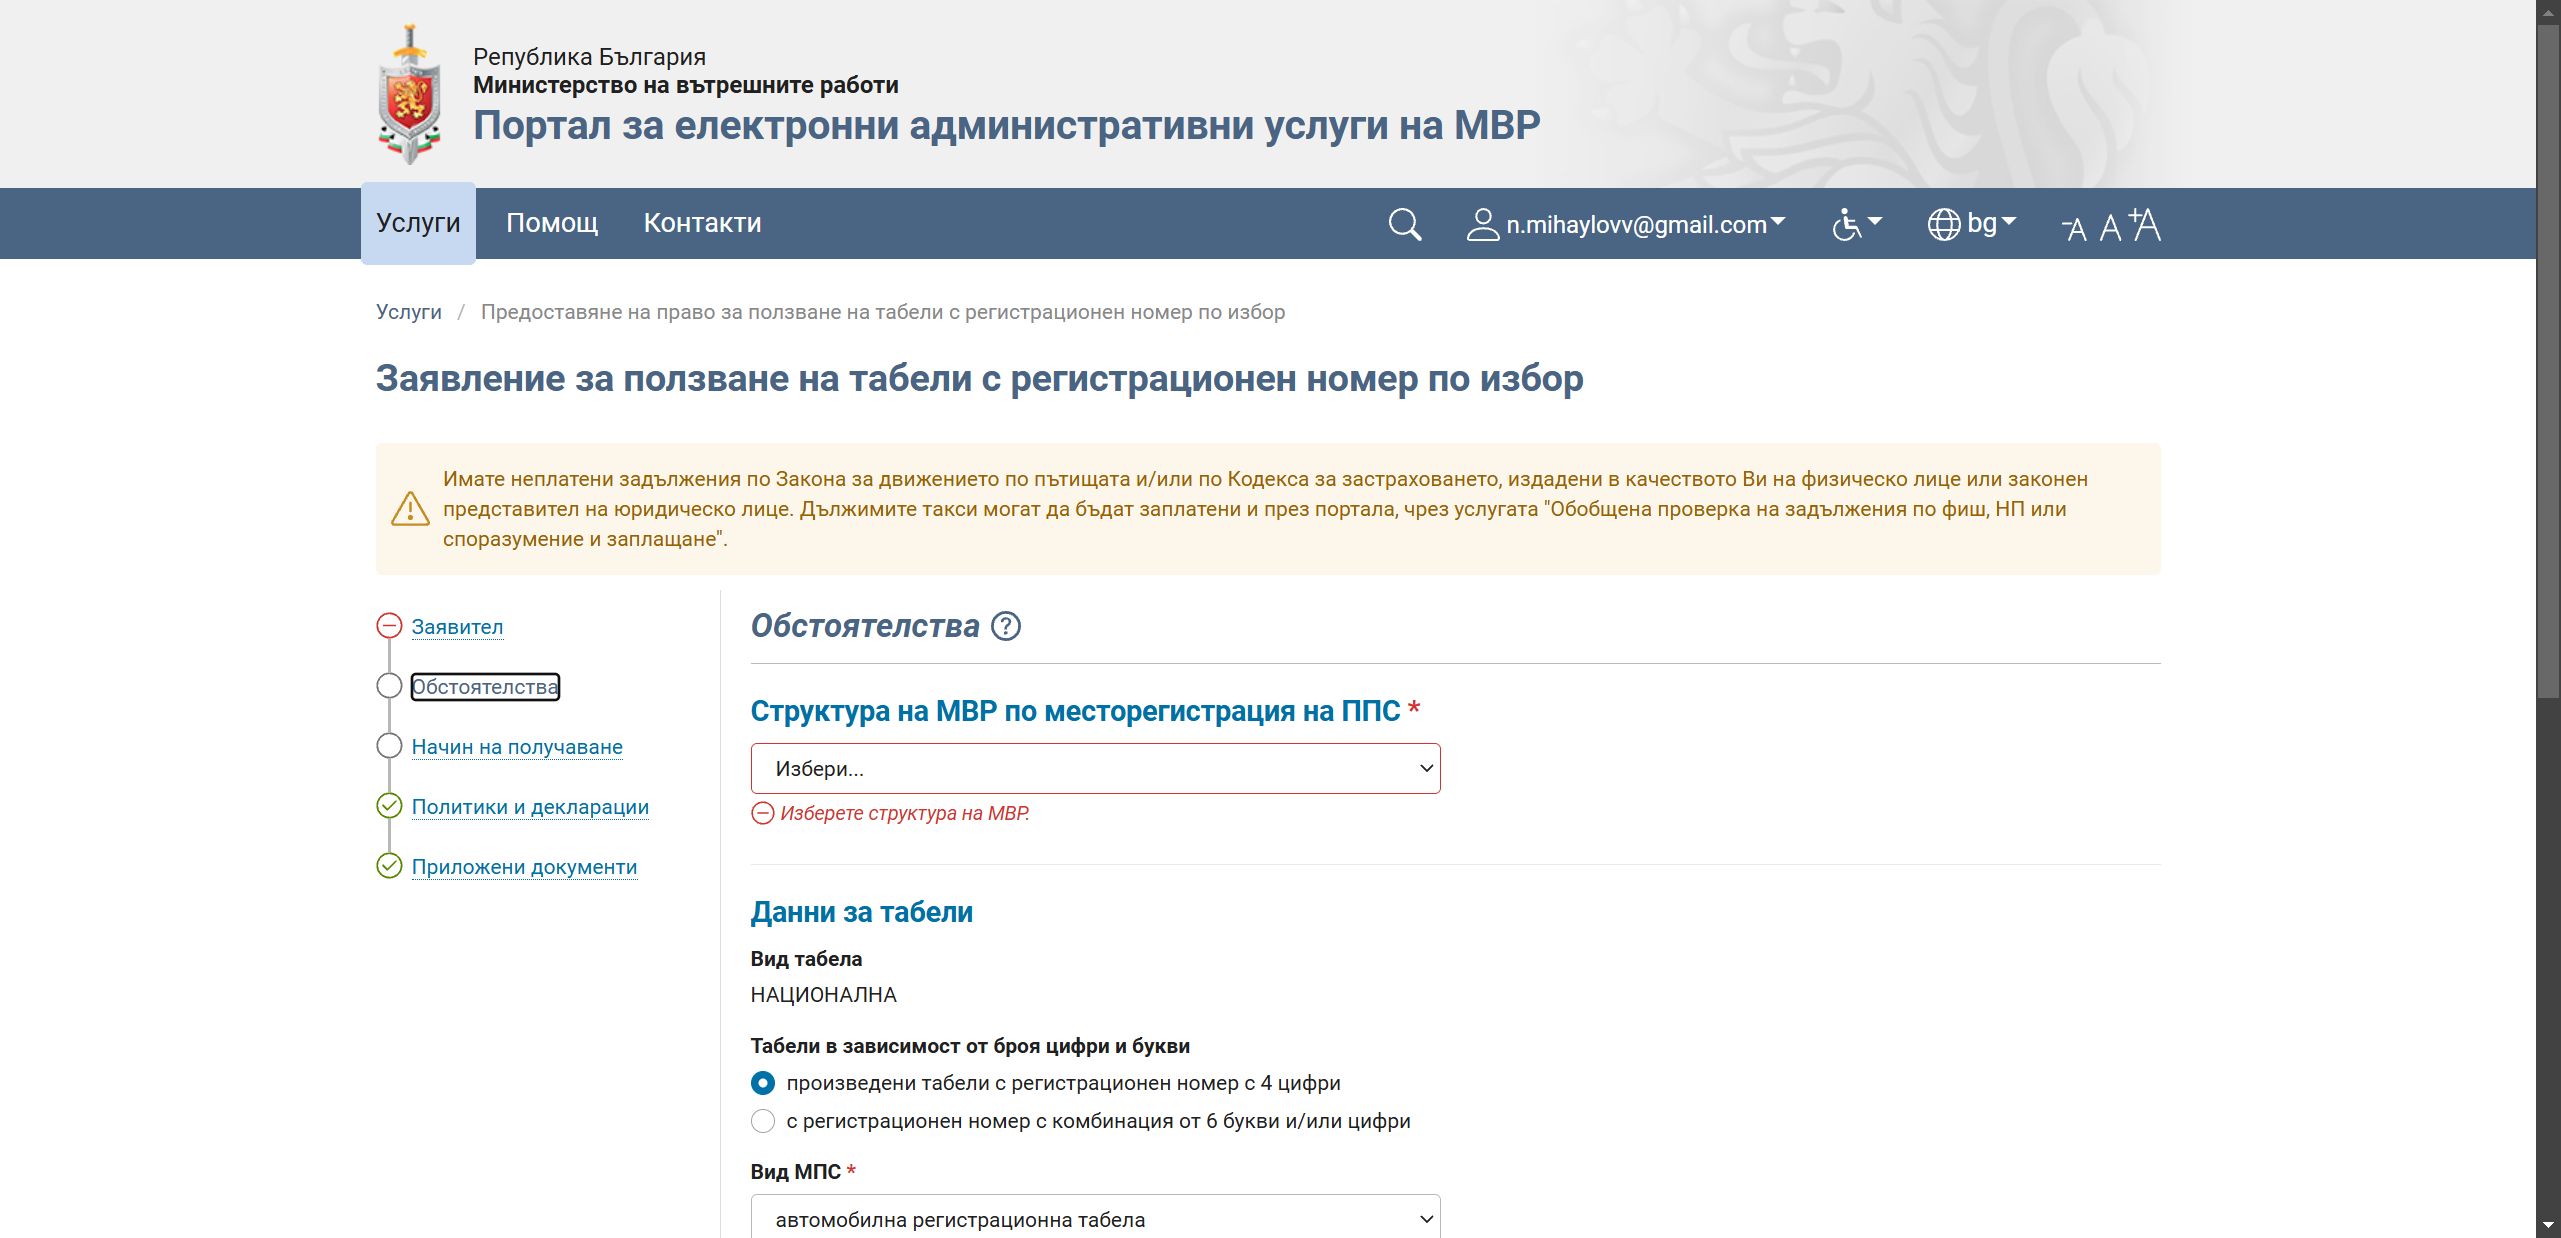 Република България
Министерство на вътрешните работи
Портал за електронни административни услуги на МВР
Услуги
Помощ
Контакти
n.mihaylovv@gmail.com
bg
-A A +A
Услуги / Предоставяне на право за ползване на табели с регистрационен номер по избор
Заявление за ползване на табели с регистрационен номер по избор
Имате неплатени задължения по Закона за движението по пътищата и/или по Кодекса за застраховането, издадени в качеството Ви на физическо лице или законен
представител на юридическо лице. Дължимите такси могат да бъдат заплатени и през портала, чрез услугата "Обобщена проверка на задължения по фиш, НП или
споразумение и заплащане".
Заявител
Обстоятелства
Начин на получаване
Политики и декларации
Приложени документи
Обстоятелства
Структура на МВР по месторегистрация на ППС *
Избери...
Изберете структура на МВР.
Данни за табели
Вид табела
НАЦИОНАЛНА
Табели в зависимост от броя цифри и букви
произведени табели с регистрационен номер с 4 цифри
с регистрационен номер с комбинация от 6 букви и/или цифри
Вид МПС *
автомобилна регистрационна табела